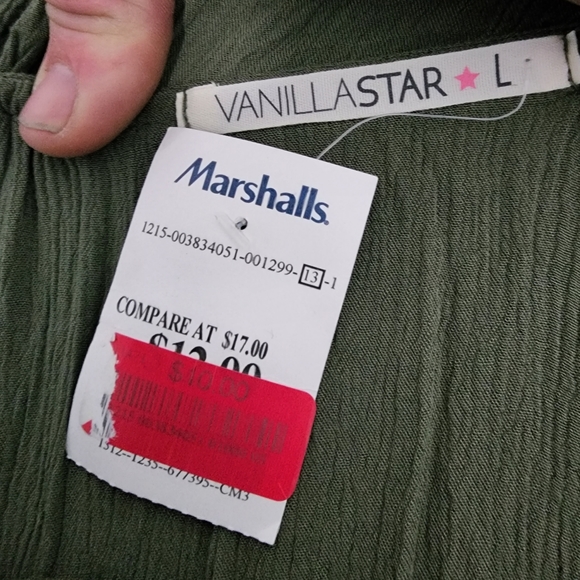 VANILLASTAR L
Marshalls
1215-003834051-001299-13-1
COMPARE AT $17.00
$10.00
1312--1235--677395--CM3